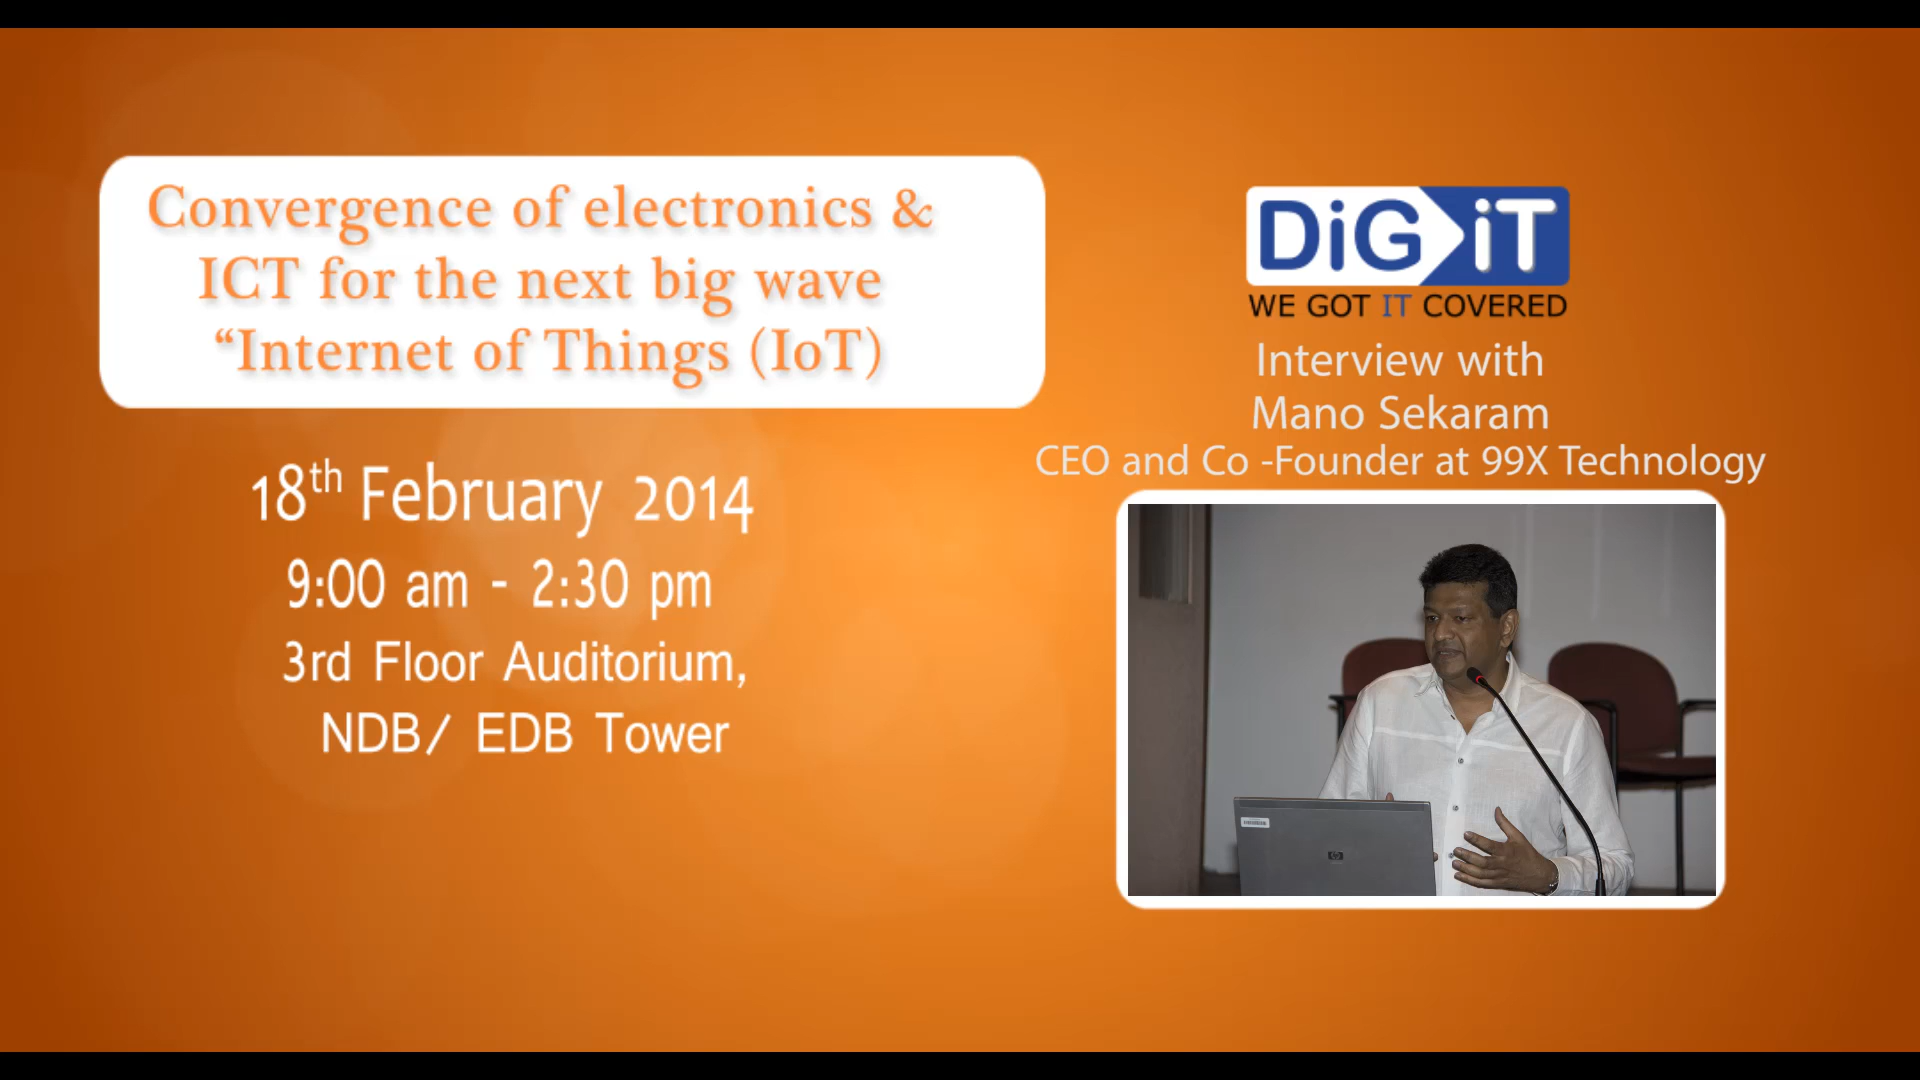 Convergence of electronics &
ICT for the next big wave
“Internet of Things (IoT)
18th February 2014
9:00 am - 2:30 pm
3rd Floor Auditorium,
NDB/ EDB Tower
DiGiT
WE GOT IT COVERED
Interview with
Mano Sekaram
CEO and Co -Founder at 99X Technology
hp